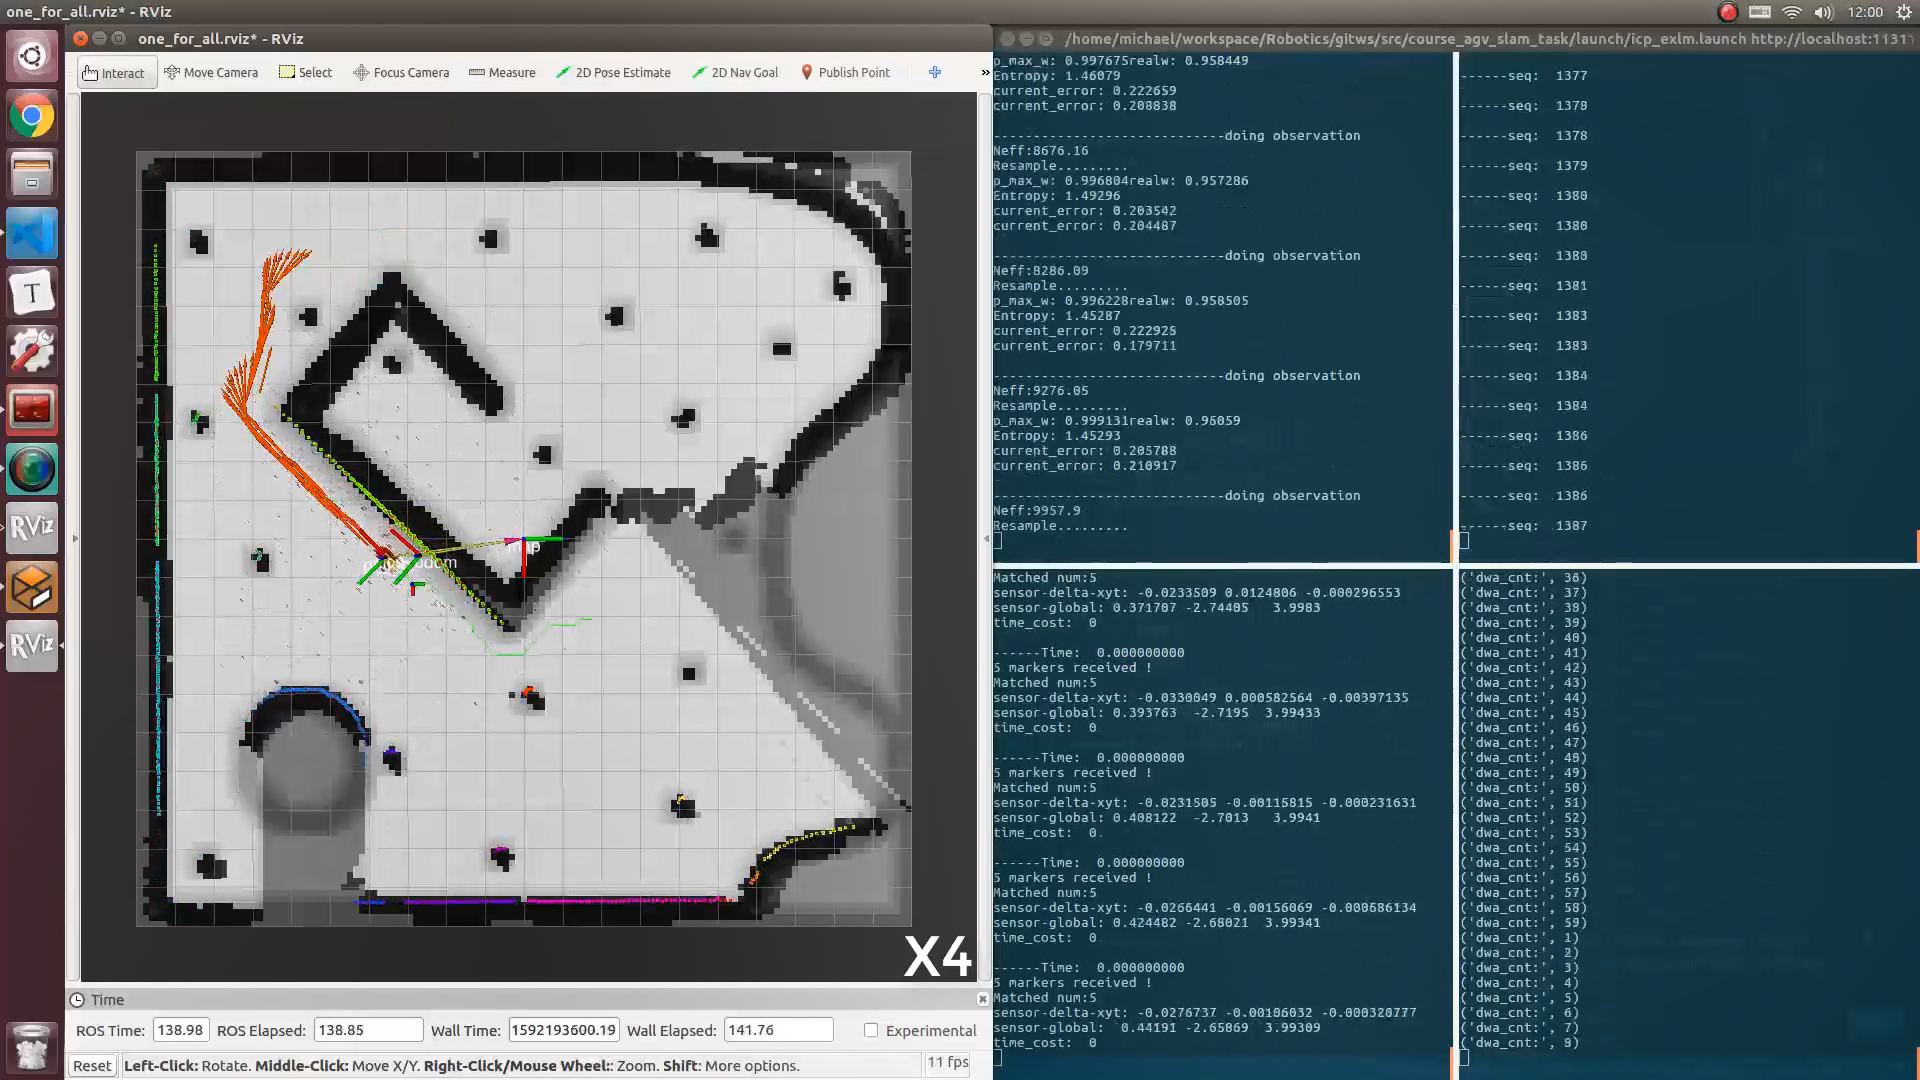 one_for_all.rviz* - RViz
12:00
one_for_all.rviz* - RViz
Interact
Move Camera
Select
Focus Camera
Measure
2D Pose Estimate
2D Nav Goal
Publish Point
»
T
RViz
RViz
map
X4
Time
ROS Time: 138.98
ROS Elapsed: 138.85
Wall Time: 1592193600.19
Wall Elapsed: 141.76
Experimental
Reset
Left-Click: Rotate. Middle-Click: Move X/Y. Right-Click/Mouse Wheel:: Zoom. Shift: More options.
11 fps
/home/michael/workspace/Robotics/gitws/src/course_agv_slam_task/launch/icp_exlm.launch http://localhost:1131
p_max_w: 0.997675realw: 0.958449
Entropy: 1.46079
current_error: 0.222659
current_error: 0.208838
-----------------------------doing observation
Neff:8676.16
Resample.........
p_max_w: 0.996804realw: 0.957286
Entropy: 1.49296
current_error: 0.203542
current_error: 0.204487
-----------------------------doing observation
Neff:8286.09
Resample.........
p_max_w: 0.996228realw: 0.958505
Entropy: 1.45287
current_error: 0.222925
current_error: 0.179711
-----------------------------doing observation
Neff:9276.05
Resample.........
p_max_w: 0.999131realw: 0.96059
Entropy: 1.45293
current_error: 0.205788
current_error: 0.210917
-----------------------------doing observation
Neff:9957.9
Resample.........
------seq: 1377
------seq: 1378
------seq: 1378
------seq: 1379
------seq: 1380
------seq: 1380
------seq: 1380
------seq: 1381
------seq: 1383
------seq: 1383
------seq: 1384
------seq: 1384
------seq: 1386
------seq: 1386
------seq: 1386
------seq: 1387
Matched num:5
sensor-delta-xyt: -0.0233509 0.0124806 -0.000296553
sensor-global: 0.371787 -2.74405 3.9983
time_cost: 0
------Time: 0.000000000
5 markers received !
Matched num:5
sensor-delta-xyt: -0.0330049 0.000582564 -0.00397135
sensor-global: 0.393763 -2.7195 3.99433
time_cost: 0
------Time: 0.000000000
5 markers received !
Matched num:5
sensor-delta-xyt: -0.0231505 -0.00115815 -0.000231631
sensor-global: 0.408122 -2.7013 3.9941
time_cost: 0
------Time: 0.000000000
5 markers received !
Matched num:5
sensor-delta-xyt: -0.0266441 -0.00156069 -0.000686134
sensor-global: 0.424482 -2.68021 3.99341
time_cost: 0
------Time: 0.000000000
5 markers received !
Matched num:5
sensor-delta-xyt: -0.0276737 -0.00106032 -0.000320777
sensor-global: 0.44191 -2.65869 3.99309
time_cost: 0
('dwa_cnt:', 36)
('dwa_cnt:', 37)
('dwa_cnt:', 38)
('dwa_cnt:', 39)
('dwa_cnt:', 40)
('dwa_cnt:', 41)
('dwa_cnt:', 42)
('dwa_cnt:', 43)
('dwa_cnt:', 44)
('dwa_cnt:', 45)
('dwa_cnt:', 46)
('dwa_cnt:', 47)
('dwa_cnt:', 48)
('dwa_cnt:', 49)
('dwa_cnt:', 50)
('dwa_cnt:', 51)
('dwa_cnt:', 52)
('dwa_cnt:', 53)
('dwa_cnt:', 54)
('dwa_cnt:', 55)
('dwa_cnt:', 56)
('dwa_cnt:', 57)
('dwa_cnt:', 58)
('dwa_cnt:', 59)
('dwa_cnt:', 1)
('dwa_cnt:', 2)
('dwa_cnt:', 3)
('dwa_cnt:', 4)
('dwa_cnt:', 5)
('dwa_cnt:', 6)
('dwa_cnt:', 7)
('dwa_cnt:', 8)